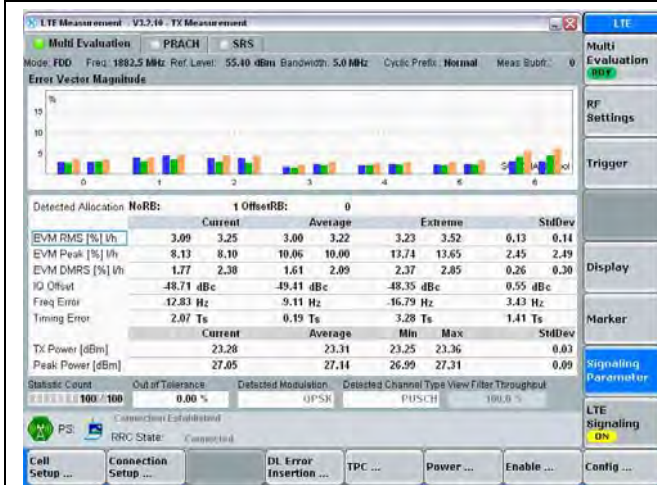 LTE Measurement - V3.2.10 - TX Measurement
LTE
Multi Evaluation PRACH SRS
Multi Evaluation
RDY
Mode: FDD Freq.: 1882.5 MHz Ref. Level: 55.40 dBm Bandwidth: 5.0 MHz Cyclic Prefix: Normal Meas Subfr.: 0
Error Vector Magnitude
%
15
10
5
0 1 2 3 4 5 6
RF Settings
Trigger
Detected Allocation NoRB: 1 OffsetRB: 0
Current Average Extreme StdDev
EVM RMS [%] l/h 3.09 3.25 3.00 3.22 3.23 3.52 0.13 0.14
EVM Peak [%] l/h 8.13 8.10 10.06 10.00 13.74 13.65 2.45 2.49
EVM DMRS [%] l/h 1.77 2.38 1.61 2.09 2.37 2.85 0.26 0.30
IQ Offset -48.71 dBc -49.41 dBc -48.35 dBc 0.55 dBc
Freq Error -12.83 Hz -9.11 Hz -16.79 Hz 3.43 Hz
Timing Error 2.07 Ts 0.19 Ts 3.28 Ts 1.41 Ts
Current Average Min Max StdDev
TX Power [dBm] 23.28 23.31 23.25 23.36 0.03
Peak Power [dBm] 27.05 27.14 26.99 27.31 0.09
Display
Marker
Signaling Parameter
Statistic Count Out of Tolerance Detected Modulation Detected Channel Type View Filter Throughput
100 / 100 0.00 % QPSK PUSCH 100.0 %
PS: Connection Established
RRC State: Connected
LTE Signaling
ON
Cell Setup ... Connection Setup ... DL Error Insertion ... TPC ... Power ... Enable ... Config ...